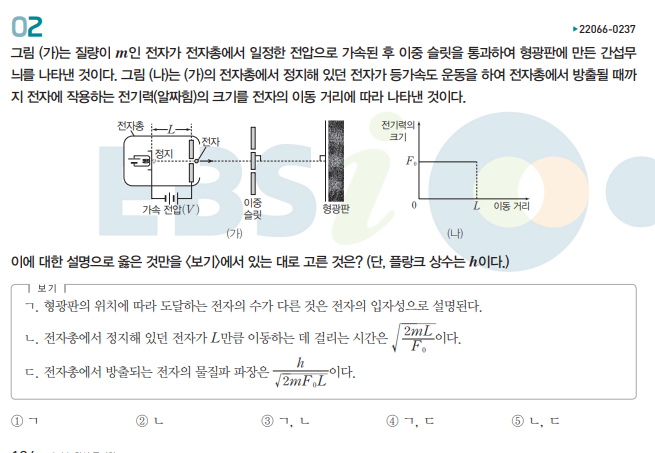 02
▶22066-0237
그림 (가)는 질량이 m인 전자가 전자총에서 일정한 전압으로 가속된 후 이중 슬릿을 통과하여 형광판에 만든 간섭무
늬를 나타낸 것이다. 그림 (나)는 (가)의 전자총에서 정지해 있던 전자가 등가속도 운동을 하여 전자총에서 방출될 때까
지 전자에 작용하는 전기력(알짜힘)의 크기를 전자의 이동 거리에 따라 나타낸 것이다.
전자총
L
전자
정지
가속 전압(V)
이중
슬릿
형광판
(가)
전기력의
크기
F₀
0
L
이동 거리
(나)
EBSi
이에 대한 설명으로 옳은 것만을 <보기>에서 있는 대로 고른 것은? (단, 플랑크 상수는 h이다.)
보기
ㄱ. 형광판의 위치에 따라 도달하는 전자의 수가 다른 것은 전자의 입자성으로 설명된다.
ㄴ. 전자총에서 정지해 있던 전자가 L만큼 이동하는 데 걸리는 시간은 √(2mL/F₀)이다.
ㄷ. 전자총에서 방출되는 전자의 물질파 파장은 h/√(2mF₀L)이다.
① ㄱ ② ㄴ ③ ㄱ, ㄴ ④ ㄱ, ㄷ ⑤ ㄴ, ㄷ